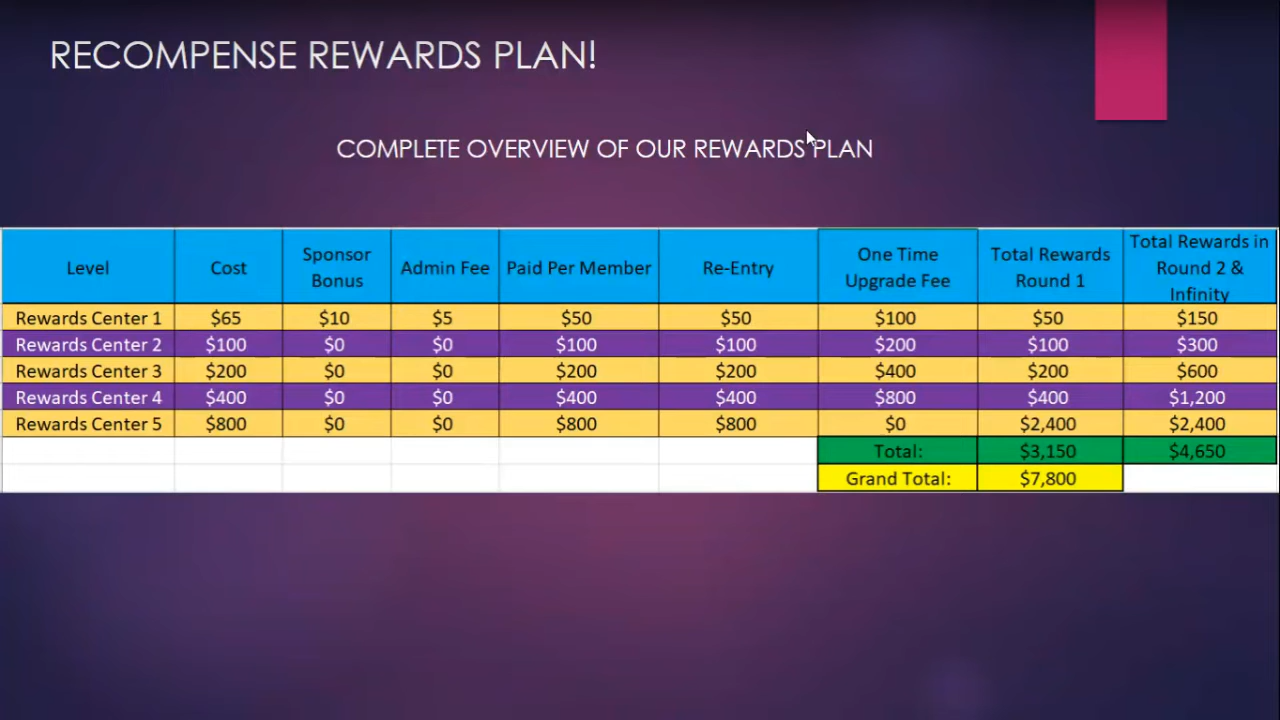 RECOMPENSE REWARDS PLAN!
COMPLETE OVERVIEW OF OUR REWARDS PLAN
Level Cost Sponsor Bonus Admin Fee Paid Per Member Re-Entry One Time Upgrade Fee Total Rewards Round 1 Total Rewards in Round 2 & Infinity
Rewards Center 1 $65 $10 $5 $50 $50 $100 $50 $150
Rewards Center 2 $100 $0 $0 $100 $100 $200 $100 $300
Rewards Center 3 $200 $0 $0 $200 $200 $400 $200 $600
Rewards Center 4 $400 $0 $0 $400 $400 $800 $400 $1,200
Rewards Center 5 $800 $0 $0 $800 $800 $0 $2,400 $2,400
Total: $3,150 $4,650
Grand Total: $7,800